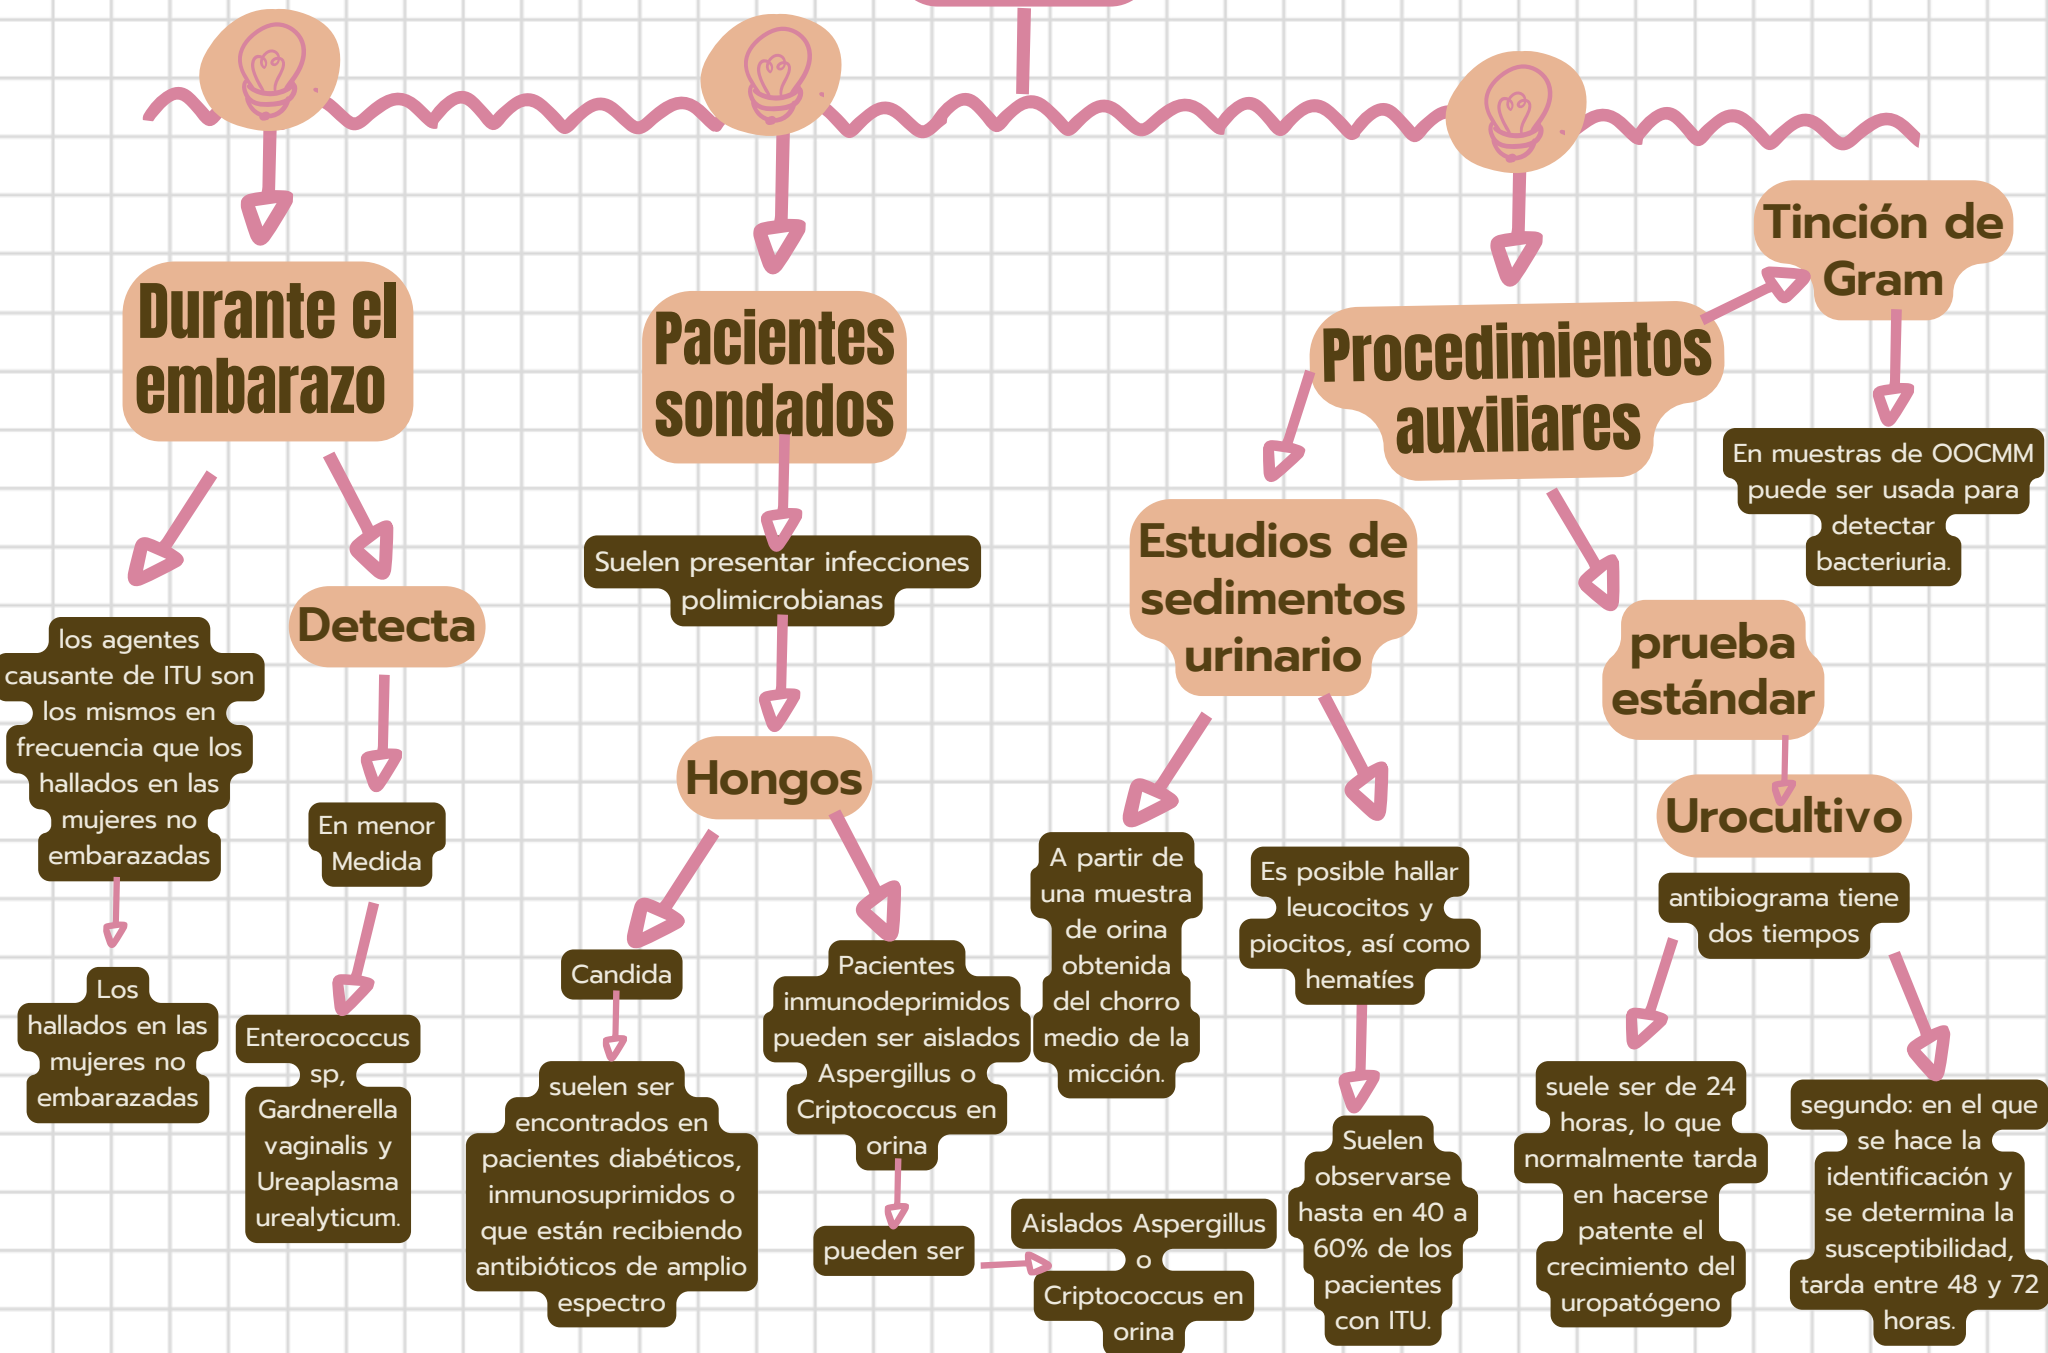 Durante el
embarazo
los agentes
causante de ITU son
los mismos en
frecuencia que los
hallados en las
mujeres no
embarazadas
Los
hallados en las
mujeres no
embarazadas
Detecta
En menor
Medida
Enterococcus
sp,
Gardnerella
vaginalis y
Ureaplasma
urealyticum.
Pacientes
sondados
Suelen presentar infecciones
polimicrobianas
Hongos
Candida
suelen ser
encontrados en
pacientes diabéticos,
inmunosuprimidos o
que están recibiendo
antibióticos de amplio
espectro
Pacientes
inmunodeprimidos
pueden ser aislados
Aspergillus o
Criptococcus en
orina
pueden ser
Aislados Aspergillus
o
Criptococcus en
orina
Procedimientos
auxiliares
Estudios de
sedimentos
urinario
A partir de
una muestra
de orina
obtenida
del chorro
medio de la
micción.
Es posible hallar
leucocitos y
piocitos, así como
hematíes
Suelen
observarse
hasta en 40 a
60% de los
pacientes
con ITU.
prueba
estándar
Urocultivo
antibiograma tiene
dos tiempos
suele ser de 24
horas, lo que
normalmente tarda
en hacerse
patente el
crecimiento del
uropatógeno
segundo: en el que
se hace la
identificación y
se determina la
susceptibilidad,
tarda entre 48 y 72
horas.
Tinción de
Gram
En muestras de OOCMM
puede ser usada para
detectar
bacteriuria.